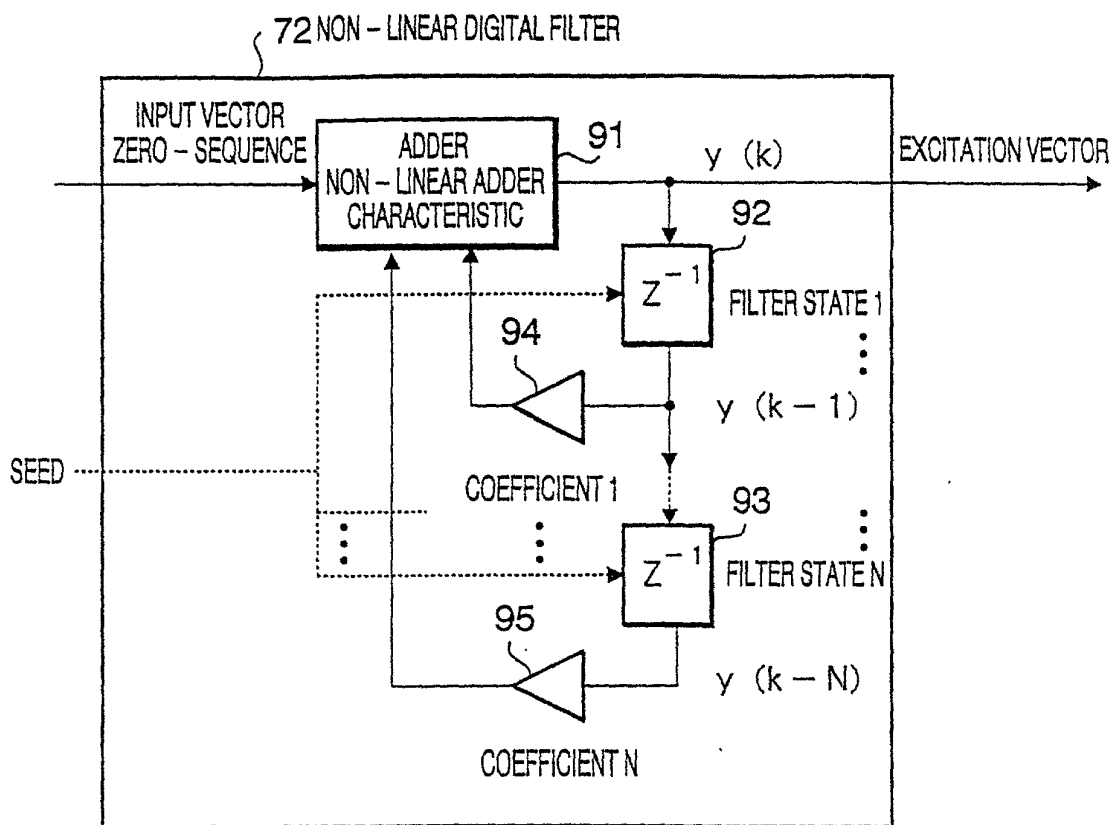 72 NON - LINEAR DIGITAL FILTER
INPUT VECTOR
ZERO - SEQUENCE
ADDER
NON - LINEAR ADDER
CHARACTERISTIC
91
y (k)
EXCITATION VECTOR
92
Z⁻¹
FILTER STATE 1
94
y (k - 1)
SEED
COEFFICIENT 1
93
Z⁻¹
FILTER STATE N
95
y (k - N)
COEFFICIENT N